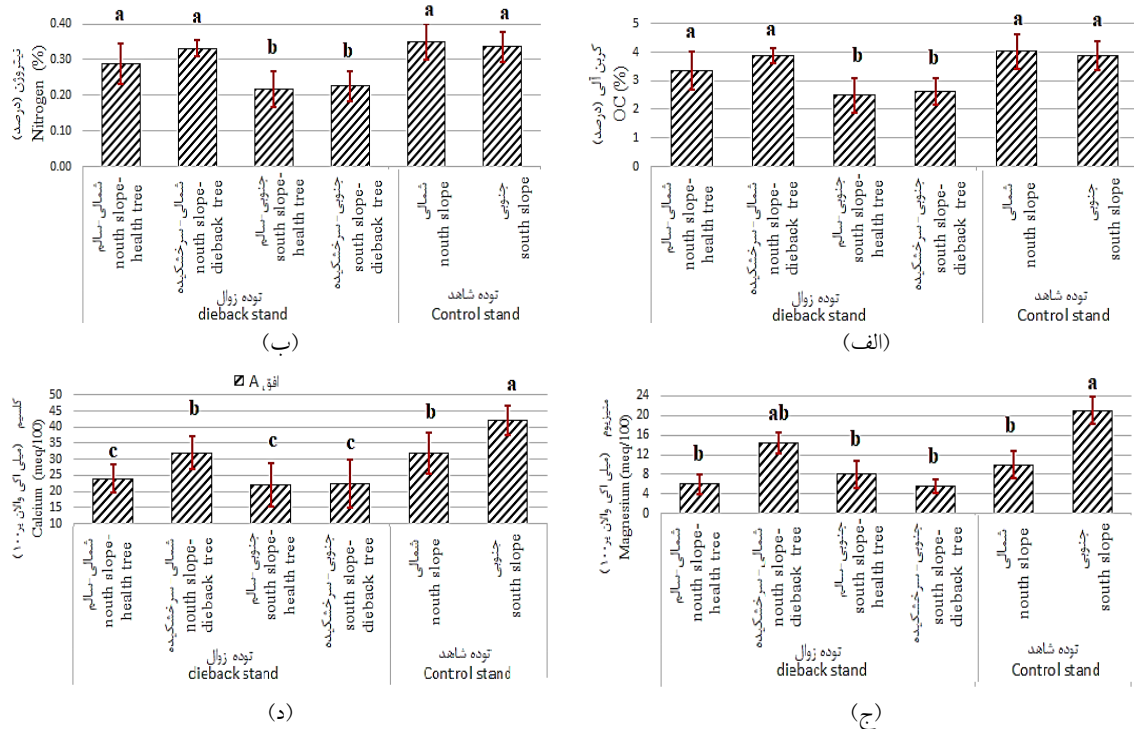 a a b b a a
نیتروژن (درصد)
Nitrogen (%)
0.40
0.30
0.20
0.10
0.00
شمالی-سالم
nouth slope-
health tree
شمالی-سرخشکیده
nouth slope-
dieback tree
جنوبی-سالم
south slope-
health tree
جنوبی-سرخشکیده
south slope-
dieback tree
شمالی
nouth slope
جنوبی
south slope
توده زوال
dieback stand
توده شاهد
Control stand
(ب)
a a b b a a
کربن آلی (درصد)
OC (%)
5
4
3
2
1
0
شمالی-سالم
nouth slope-
health tree
شمالی-سرخشکیده
nouth slope-
dieback tree
جنوبی-سالم
south slope-
health tree
جنوبی-سرخشکیده
south slope-
dieback tree
شمالی
nouth slope
جنوبی
south slope
توده زوال
dieback stand
توده شاهد
Control stand
(الف)
افق A
c b c c b a
کلسیم (میلی اکی والان بر۱۰۰)
Calcium (meq/100)
50
45
40
35
30
25
20
15
10
شمالی-سالم
nouth slope-
health tree
شمالی-سرخشکیده
nouth slope-
dieback tree
جنوبی-سالم
south slope-
health tree
جنوبی-سرخشکیده
south slope-
dieback tree
شمالی
nouth slope
جنوبی
south slope
توده زوال
dieback stand
توده شاهد
Control stand
(د)
b ab b b b a
منیزیوم (میلی اکی والان بر۱۰۰)
Magnesium (meq/100)
24
20
16
12
8
4
0
شمالی-سالم
nouth slope-
health tree
شمالی-سرخشکیده
nouth slope-
dieback tree
جنوبی-سالم
south slope-
health tree
جنوبی-سرخشکیده
south slope-
dieback tree
شمالی
nouth slope
جنوبی
south slope
توده زوال
dieback stand
توده شاهد
Control stand
(ج)